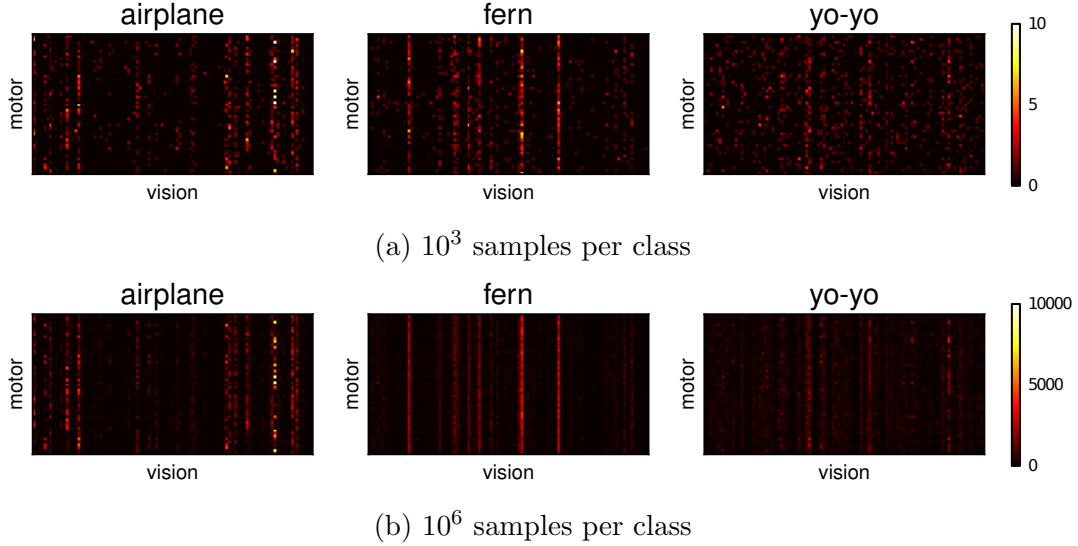 airplane fern yo-yo
10
motor motor motor 5
0
vision vision vision
(a) 10³ samples per class
airplane fern yo-yo
10000
motor motor motor 5000
0
vision vision vision
(b) 10⁶ samples per class